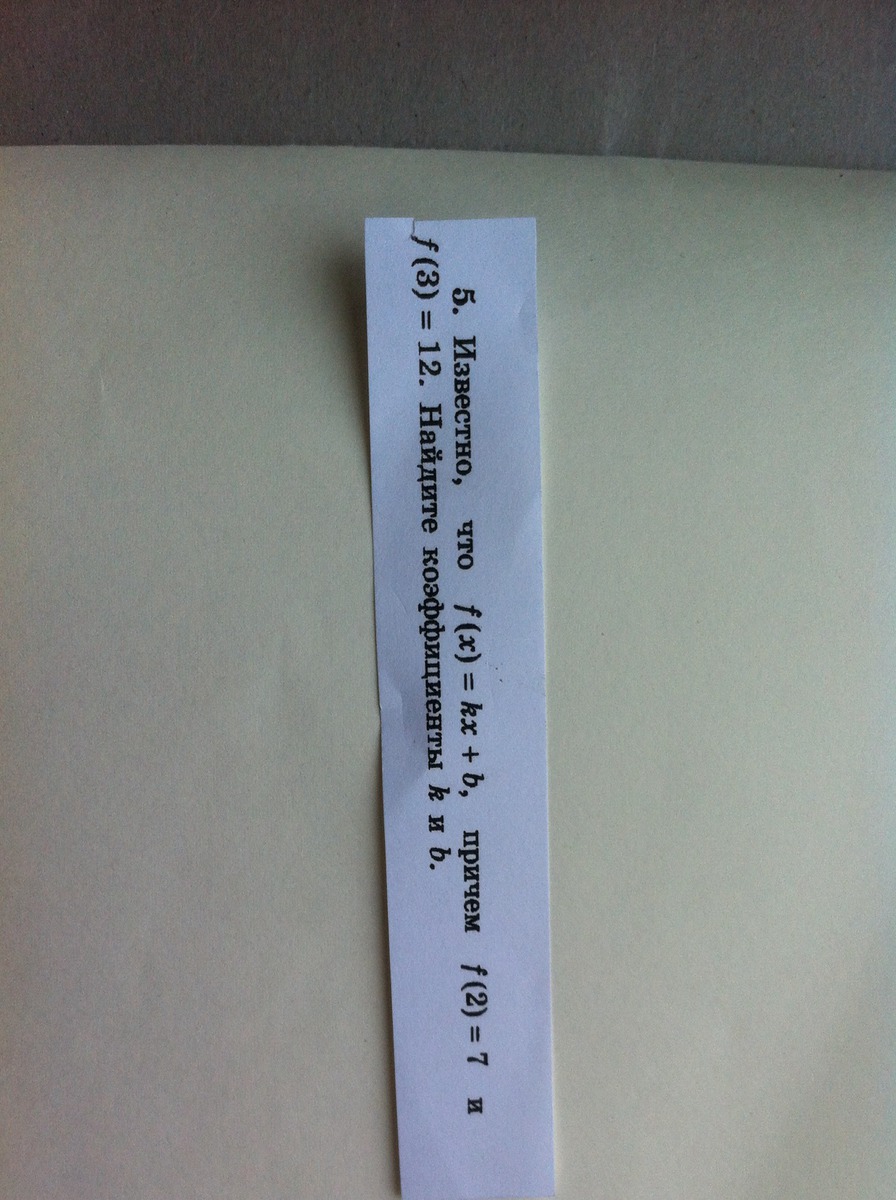 5. Известно, что f(x) = kx + b, причем f(2) = 7 и
f(3) = 12. Найдите коэффициенты k и b.